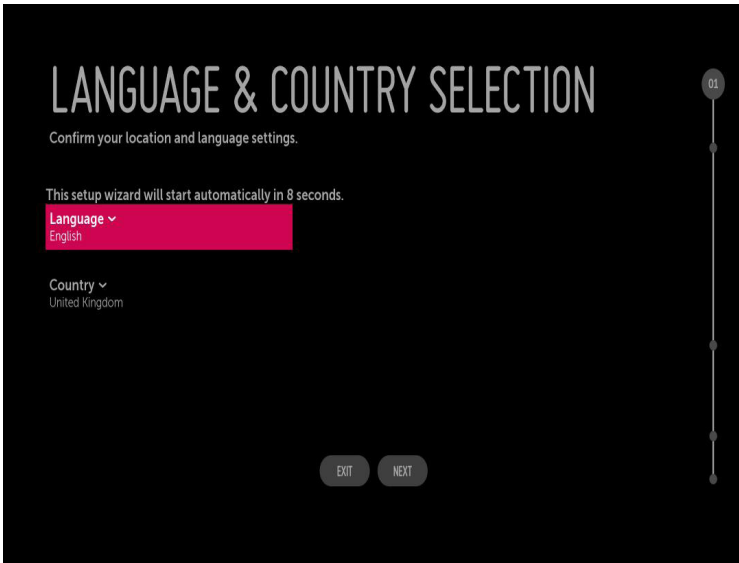 LANGUAGE & COUNTRY SELECTION
01
Confirm your location and language settings.
This setup wizard will start automatically in 8 seconds.
Language
English
Country
United Kingdom
EXIT
NEXT